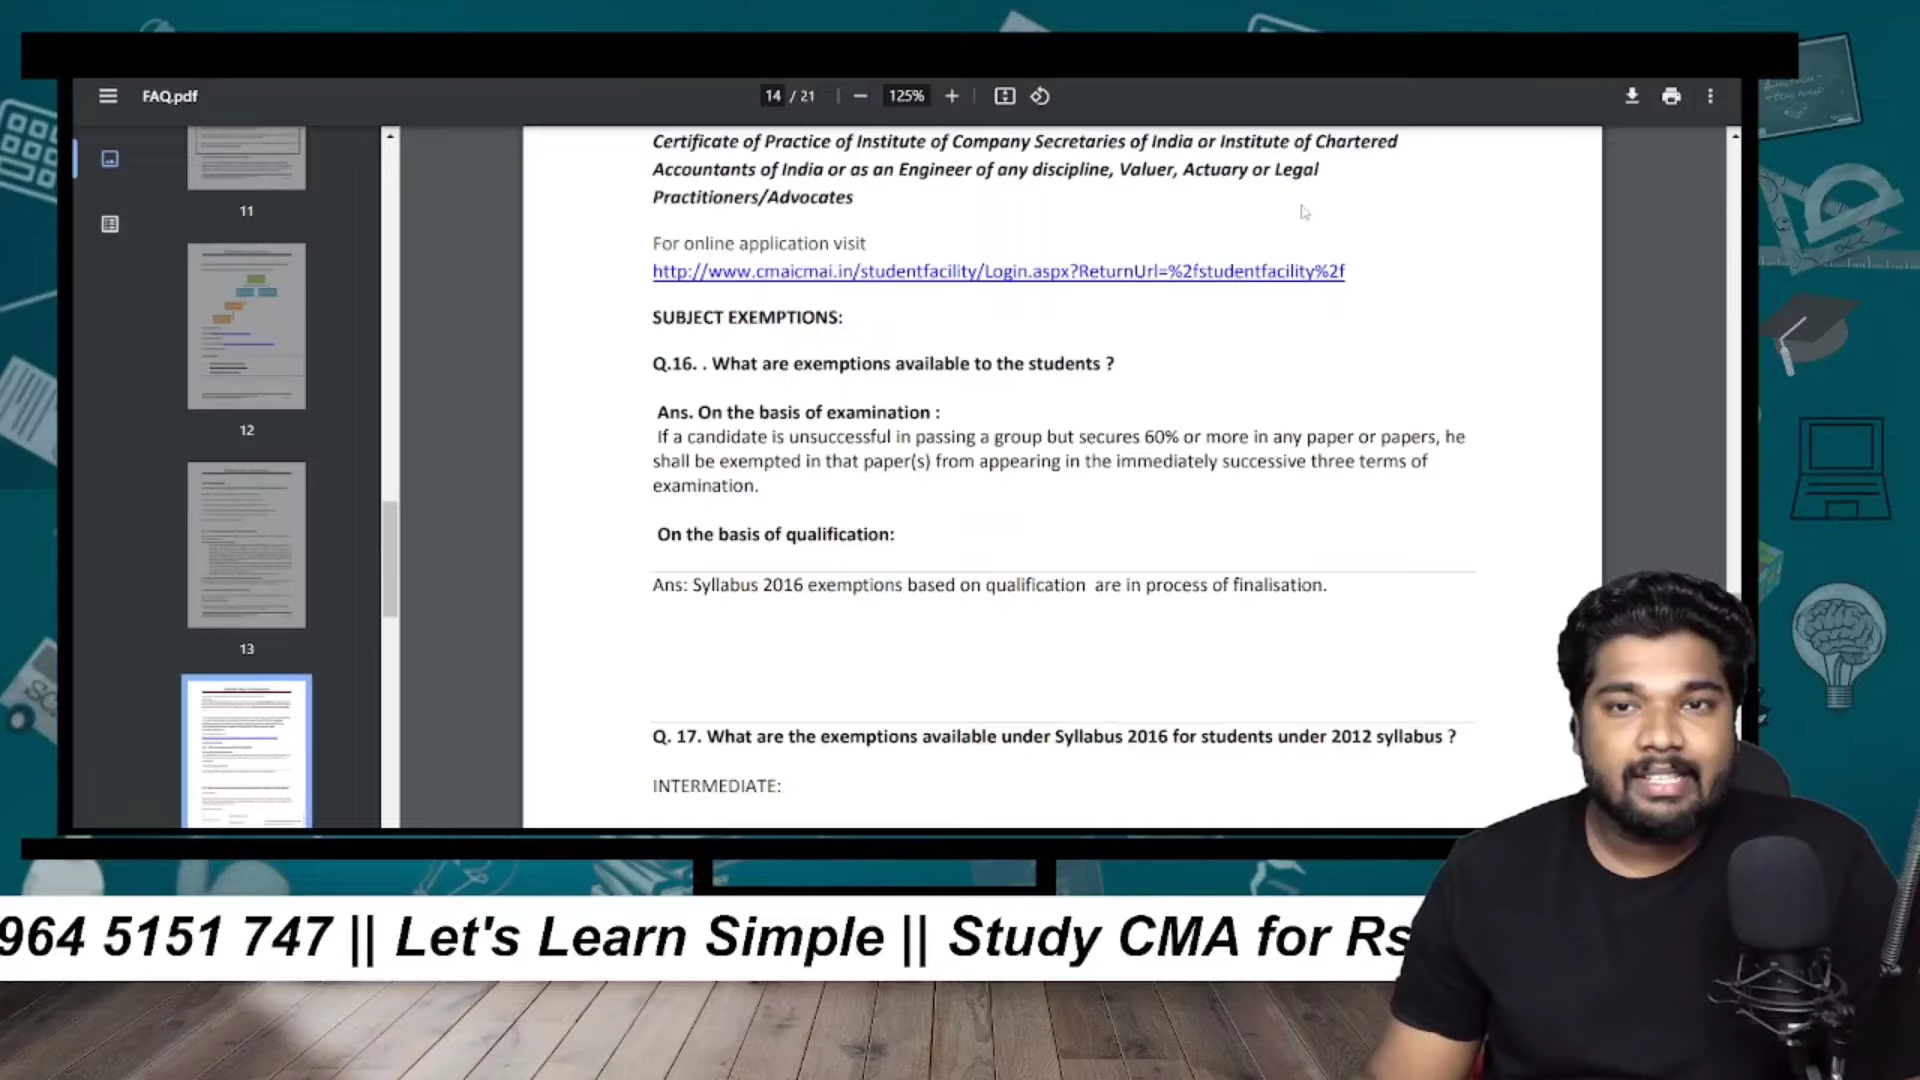 FAQ.pdf
14 / 21
125%
11
12
13
Certificate of Practice of Institute of Company Secretaries of India or Institute of Chartered
Accountants of India or as an Engineer of any discipline, Valuer, Actuary or Legal
Practitioners/Advocates
For online application visit
http://www.cmaicmai.in/studentfacility/Login.aspx?ReturnUrl=%2fstudentfacility%2f
SUBJECT EXEMPTIONS:
Q.16. . What are exemptions available to the students ?
Ans. On the basis of examination :
If a candidate is unsuccessful in passing a group but secures 60% or more in any paper or papers, he
shall be exempted in that paper(s) from appearing in the immediately successive three terms of
examination.
On the basis of qualification:
Ans: Syllabus 2016 exemptions based on qualification are in process of finalisation.
Q. 17. What are the exemptions available under Syllabus 2016 for students under 2012 syllabus ?
INTERMEDIATE:
964 5151 747 || Let's Learn Simple || Study CMA for Rs